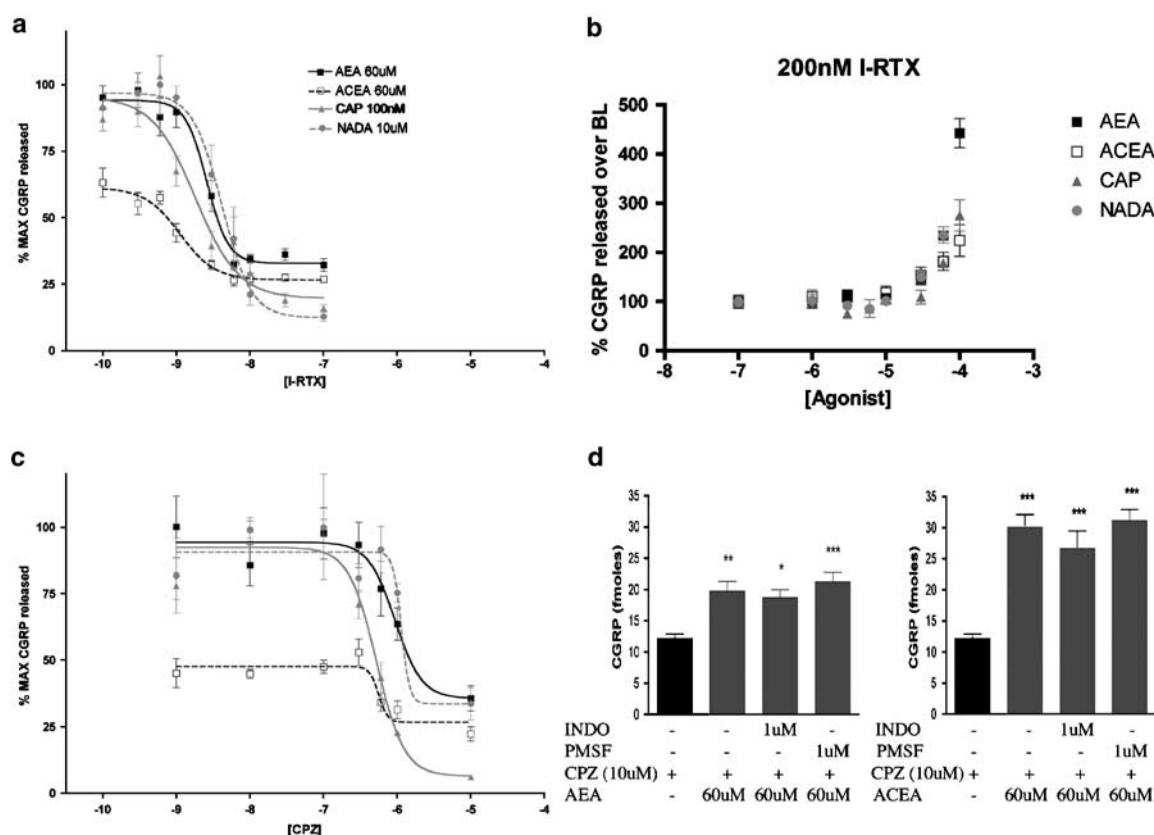 a
AEA 60uM
ACEA 60uM
CAP 100nM
NADA 10uM
% MAX CGRP released
100
75
50
25
0
-10 -9 -8 -7 -6 -5 -4
[I-RTX]
b
200nM I-RTX
% CGRP released over BL
500
400
300
200
100
0
-8 -7 -6 -5 -4 -3
[Agonist]
AEA
ACEA
CAP
NADA
c
% MAX CGRP released
100
75
50
25
0
-10 -9 -8 -7 -6 -5 -4
[CPZ]
d
CGRP (fmoles)
35
30
25
20
15
10
5
0
** * ***
INDO - - 1uM -
PMSF - - - 1uM
CPZ (10uM) + + + +
AEA - 60uM 60uM 60uM
CGRP (fmoles)
35
30
25
20
15
10
5
0
*** *** ***
INDO - - 1uM -
PMSF - - - 1uM
CPZ (10uM) + + + +
ACEA - 60uM 60uM 60uM